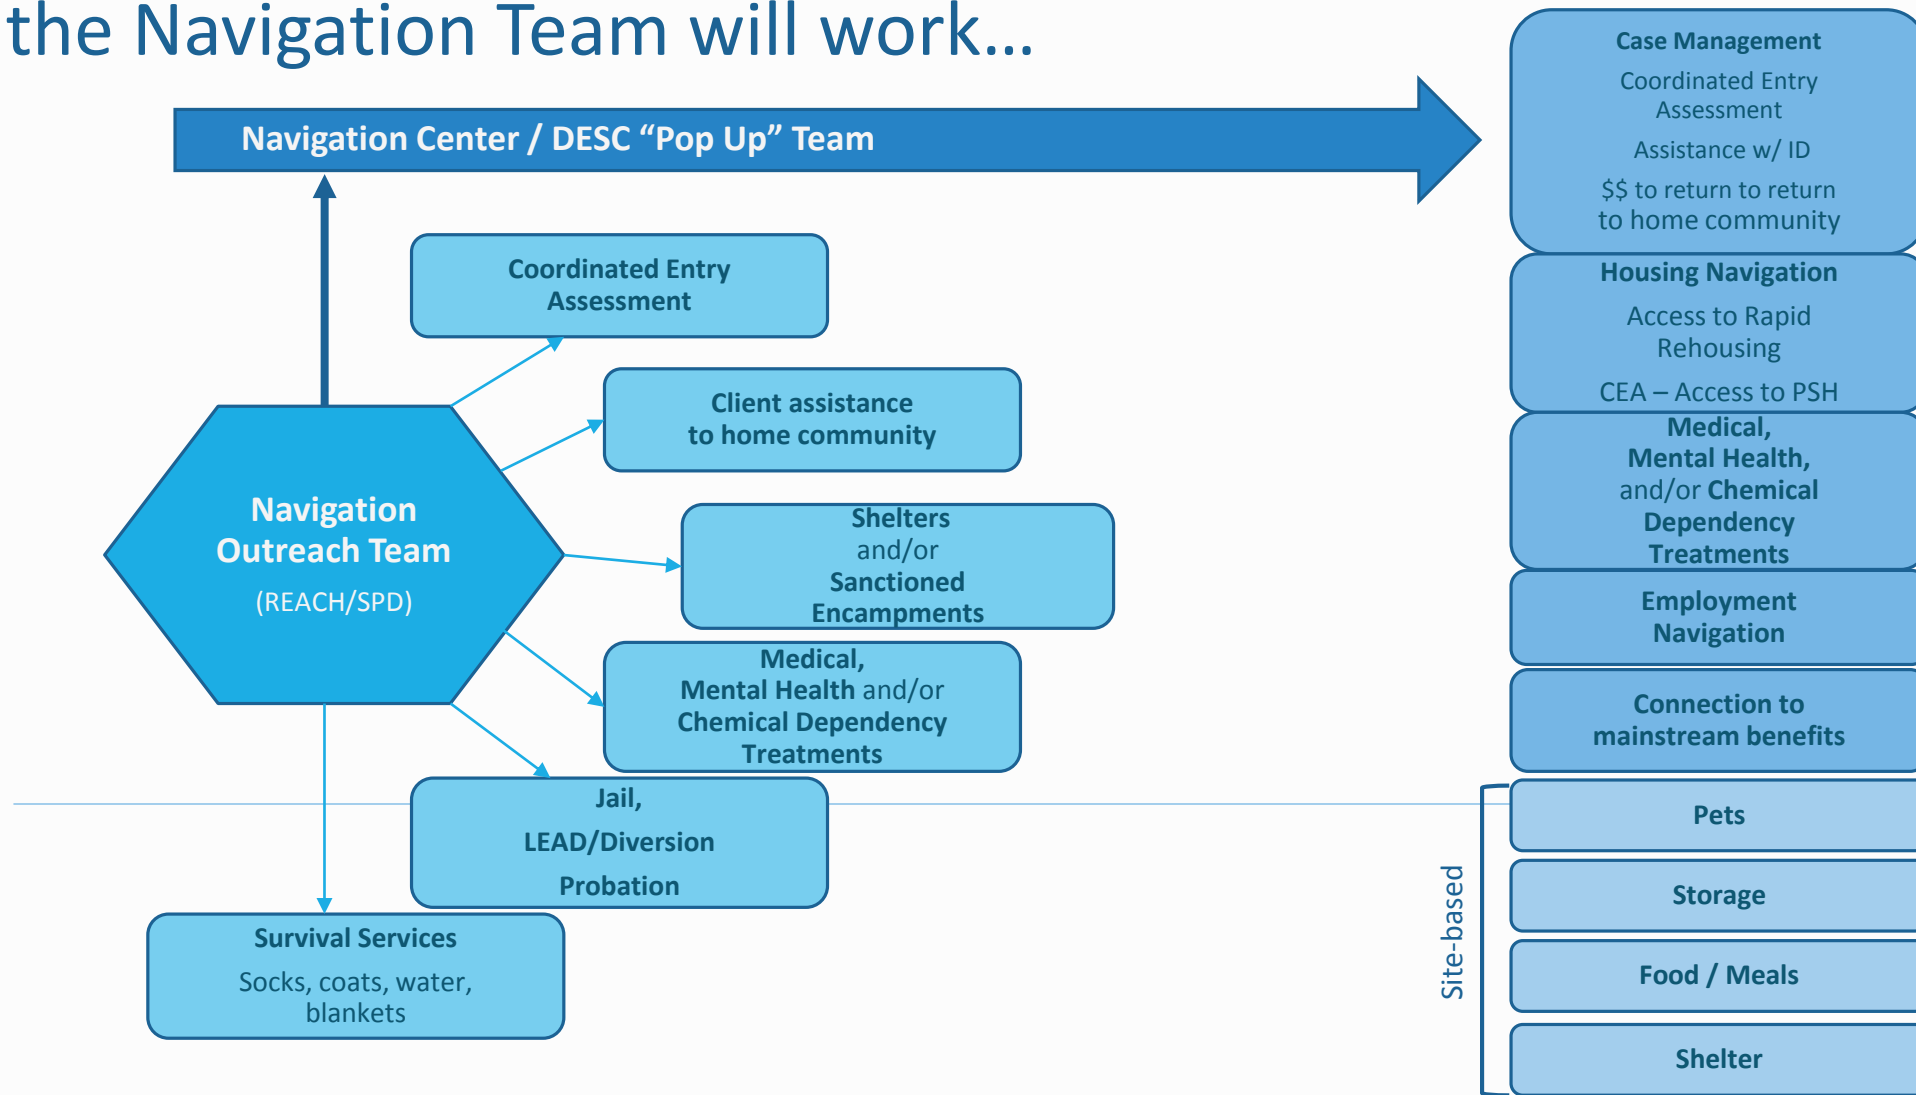 the Navigation Team will work...
Navigation Center / DESC “Pop Up” Team
Coordinated Entry
Assessment
Client assistance
to home community
Navigation
Outreach Team
(REACH/SPD)
Shelters
and/or
Sanctioned
Encampments
Medical,
Mental Health and/or
Chemical Dependency
Treatments
Jail,
LEAD/Diversion
Probation
Survival Services
Socks, coats, water,
blankets
Case Management
Coordinated Entry
Assessment
Assistance w/ ID
$$ to return to return
to home community
Housing Navigation
Access to Rapid
Rehousing
CEA – Access to PSH
Medical,
Mental Health,
and/or Chemical
Dependency
Treatments
Employment
Navigation
Connection to
mainstream benefits
Site-based
Pets
Storage
Food / Meals
Shelter